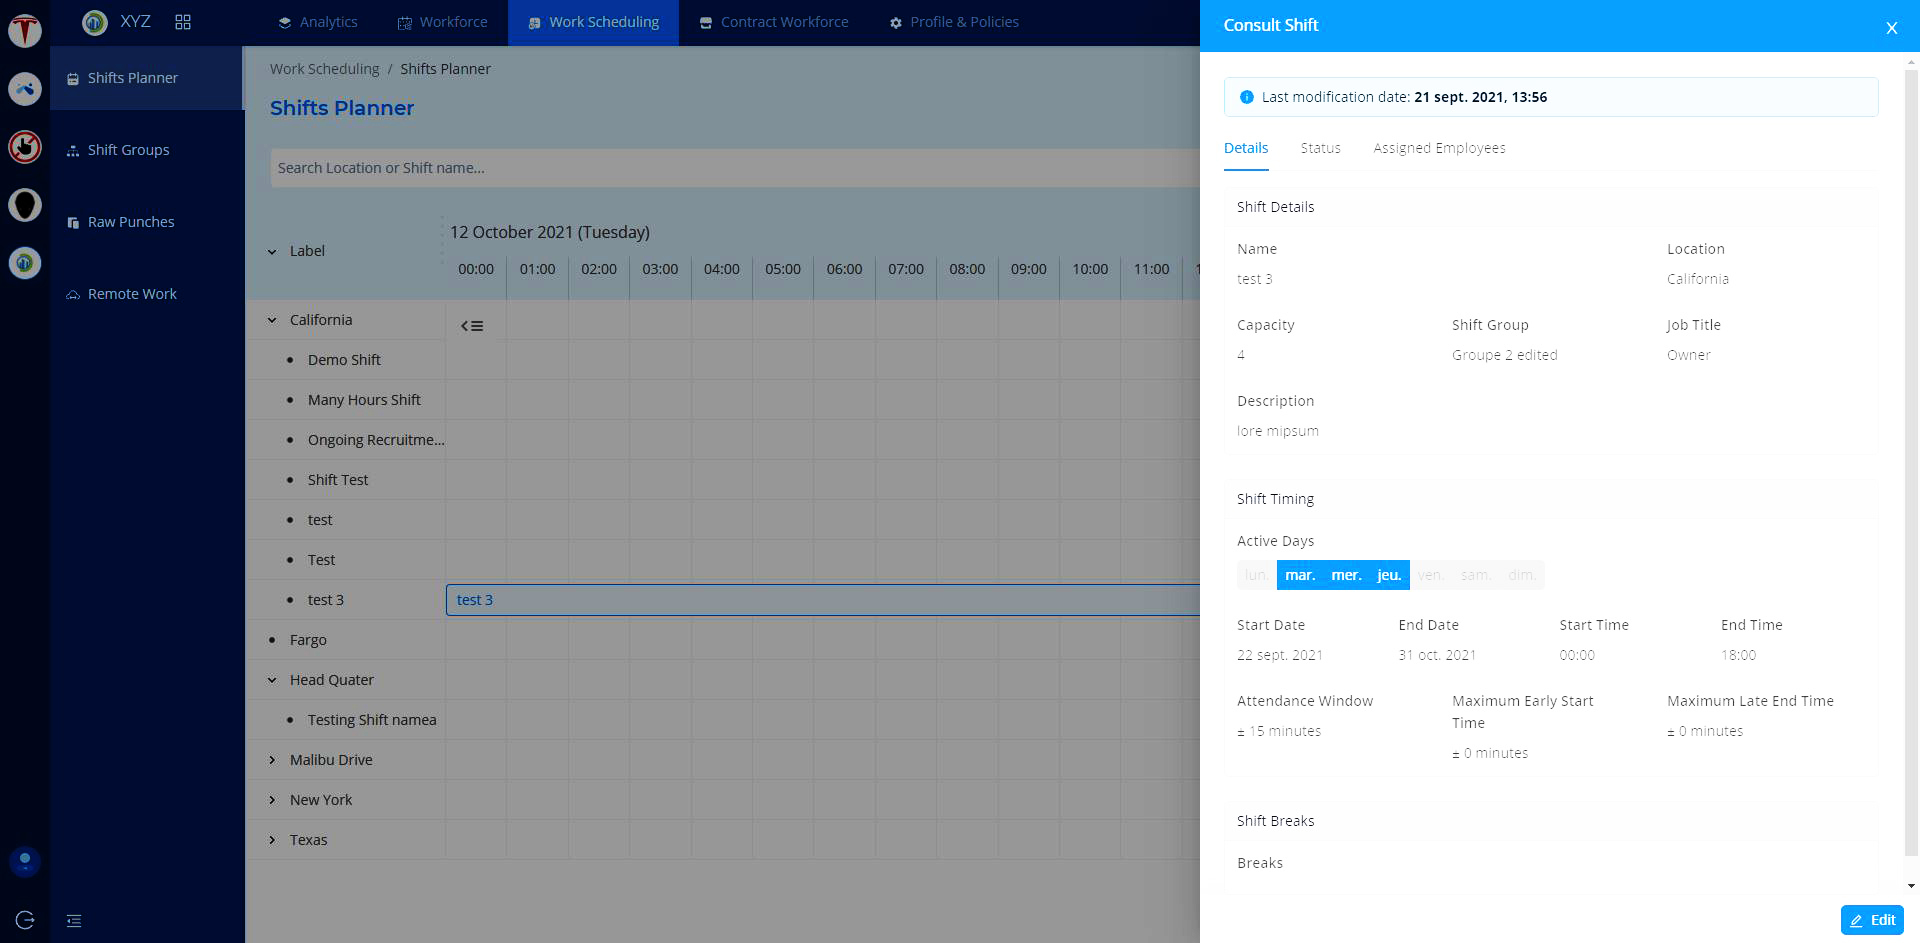 XYZ
Analytics
Workforce
Work Scheduling
Contract Workforce
Profile & Policies
Shifts Planner
Shift Groups
Raw Punches
Remote Work
Work Scheduling / Shifts Planner
Shifts Planner
Search Location or Shift name...
Label
12 October 2021 (Tuesday)
00:00 01:00 02:00 03:00 04:00 05:00 06:00 07:00 08:00 09:00 10:00 11:00
California
Demo Shift
Many Hours Shift
Ongoing Recruitme...
Shift Test
test
Test
test 3
test 3
Fargo
Head Quater
Testing Shift namea
Malibu Drive
New York
Texas
Consult Shift
Last modification date: 21 sept. 2021, 13:56
Details Status Assigned Employees
Shift Details
Name Location
test 3 California
Capacity Shift Group Job Title
4 Groupe 2 edited Owner
Description
lore mipsum
Shift Timing
Active Days
lun. mar. mer. jeu. ven. sam. dim.
Start Date End Date Start Time End Time
22 sept. 2021 31 oct. 2021 00:00 18:00
Attendance Window Maximum Early Start Time Maximum Late End Time
± 15 minutes ± 0 minutes ± 0 minutes
Shift Breaks
Breaks
Edit